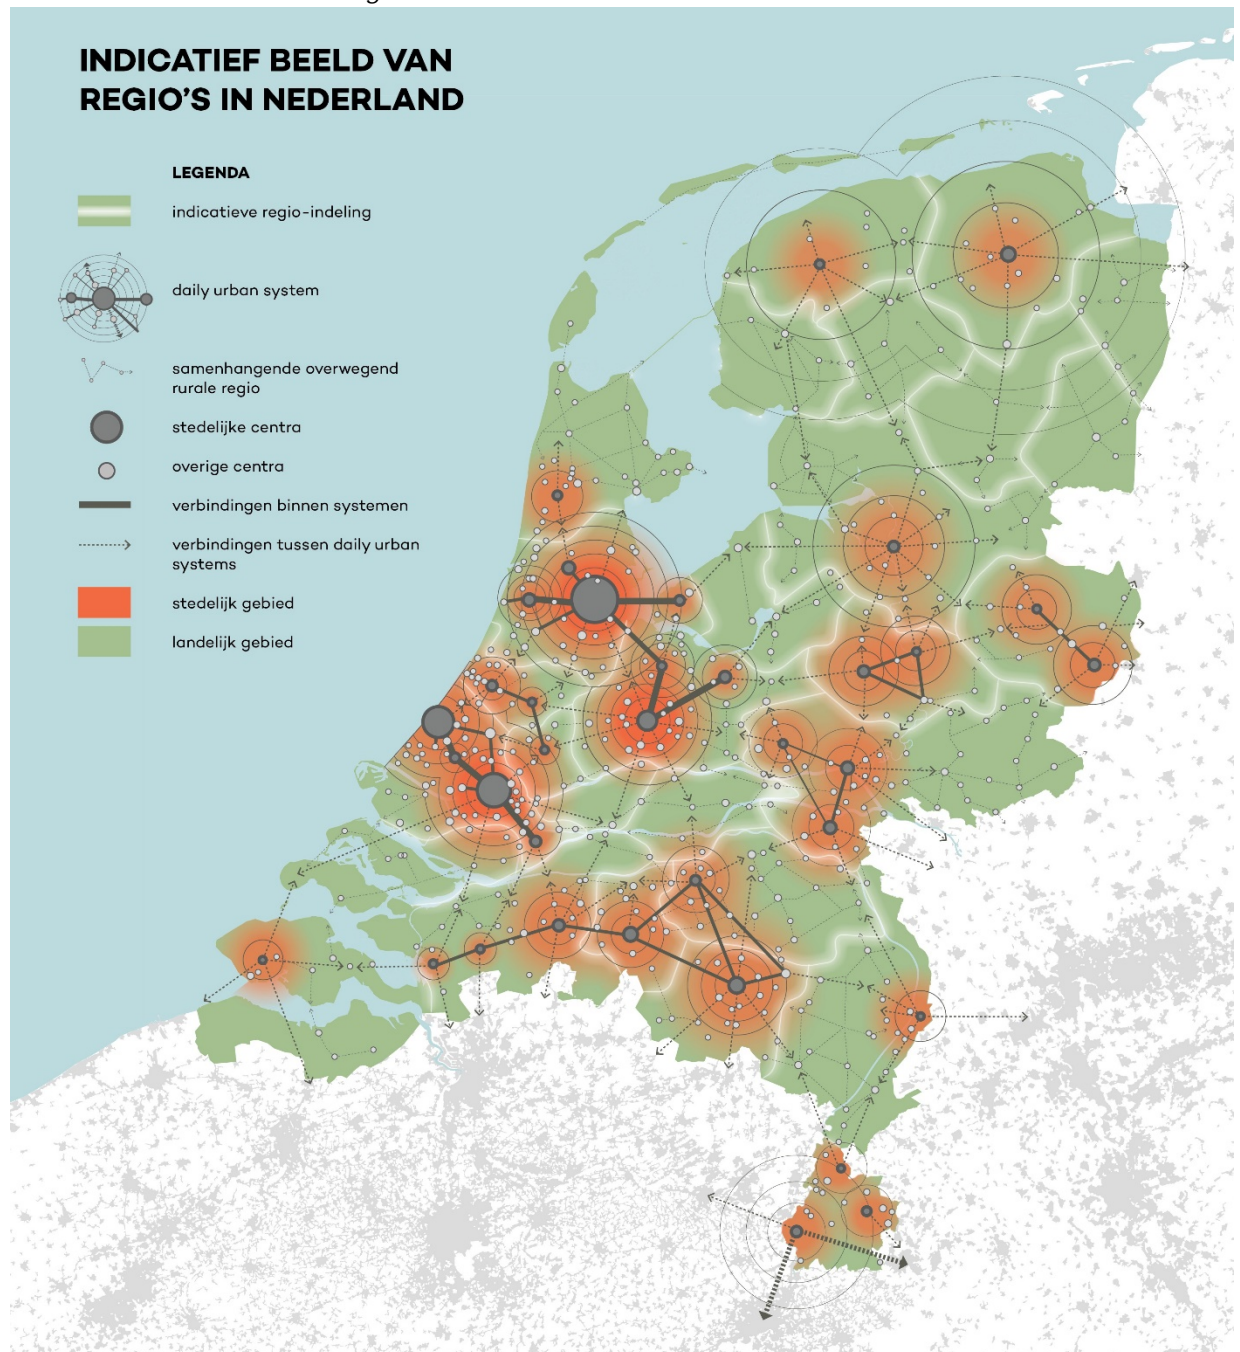 INDICATIEF BEELD VAN
REGIO'S IN NEDERLAND
LEGENDA
indicatieve regio-indeling
daily urban system
samenhangende overwegend
rurale regio
stedelijke centra
overige centra
verbindingen binnen systemen
verbindingen tussen daily urban
systems
stedelijk gebied
landelijk gebied